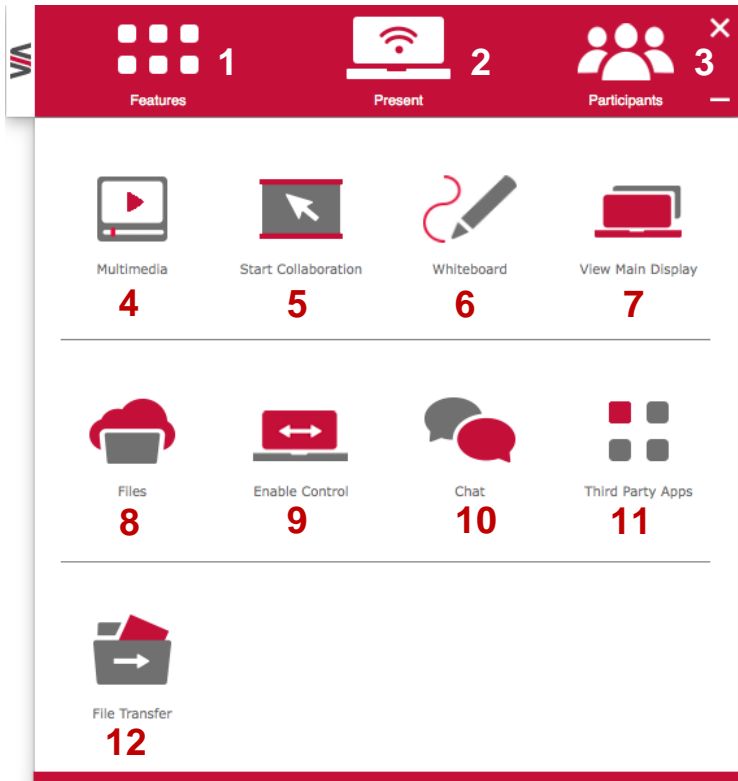 1 2 3
Features Present Participants
Multimedia Start Collaboration Whiteboard View Main Display
4 5 6 7
Files Enable Control Chat Third Party Apps
8 9 10 11
File Transfer
12